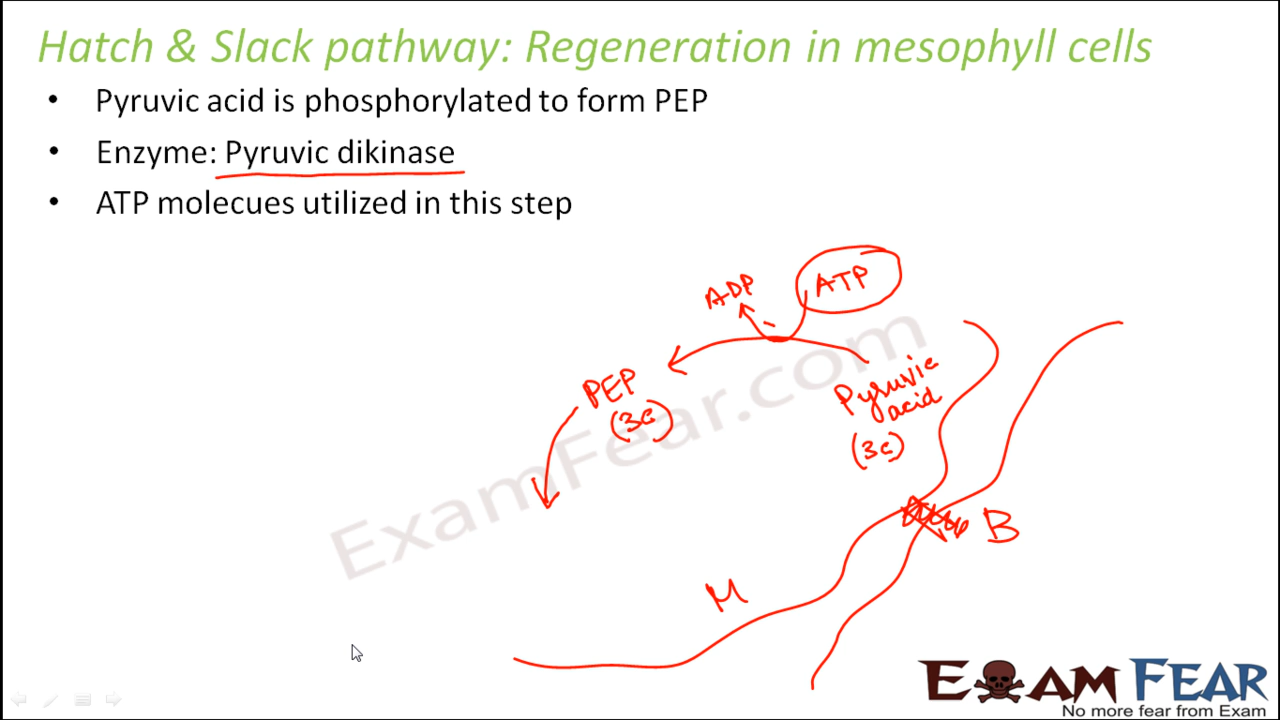 Hatch & Slack pathway: Regeneration in mesophyll cells
• Pyruvic acid is phosphorylated to form PEP
• Enzyme: Pyruvic dikinase
• ATP molecues utilized in this step
ADP
ATP
PEP
(3c)
Pyruvic
acid
(3c)
B
M
ExamFear.com
EXAM FEAR
No more fear from Exam